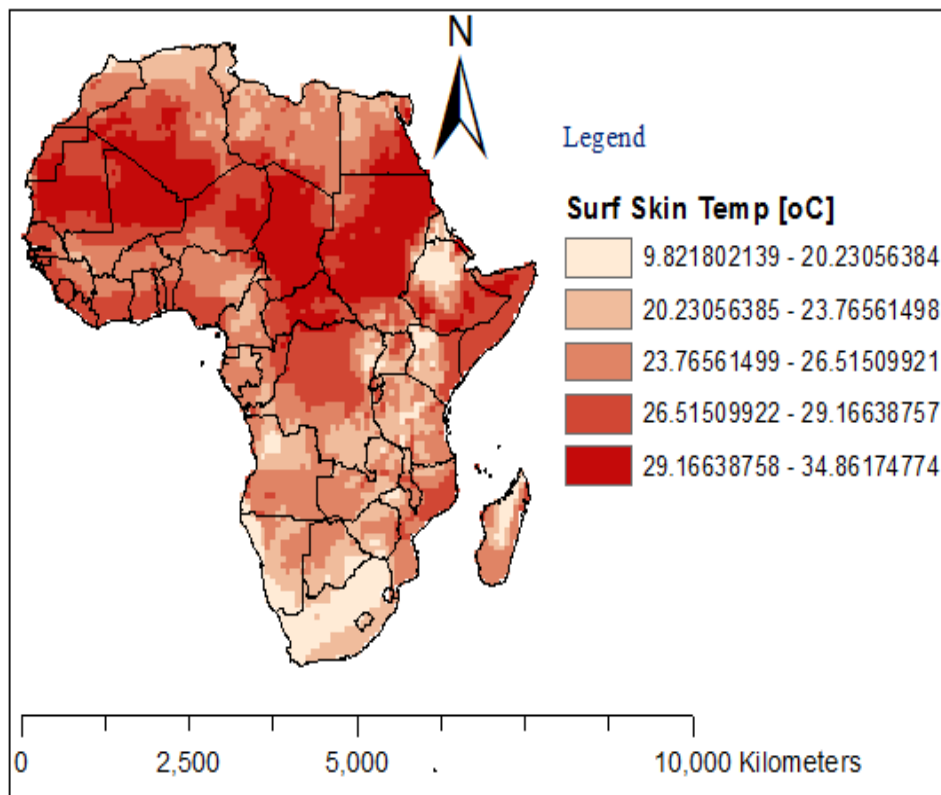 N
Legend
Surf Skin Temp [oC]
9.821802139 - 20.23056384
20.23056385 - 23.76561498
23.76561499 - 26.51509921
26.51509922 - 29.16638757
29.16638758 - 34.86174774
0 2,500 5,000 10,000 Kilometers